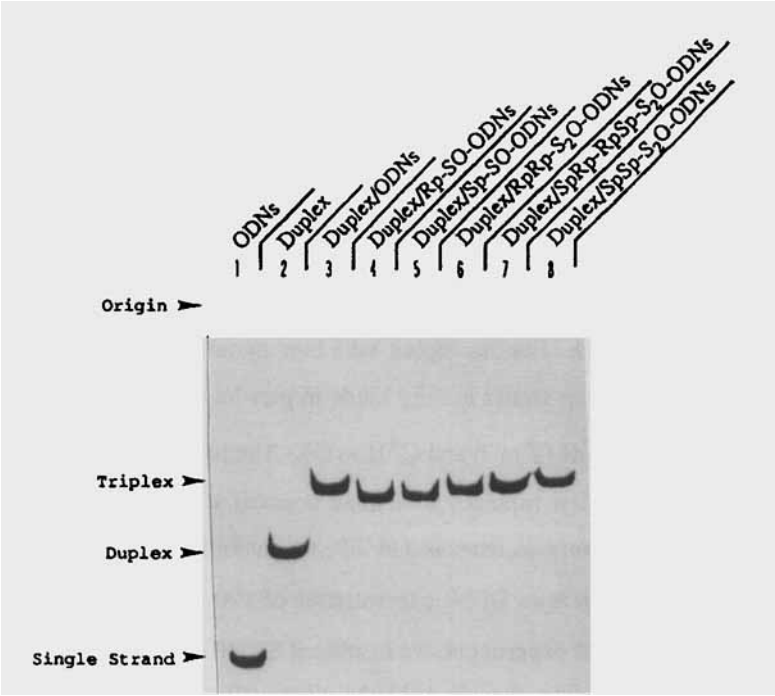 ODNs
Duplex
Duplex/ODNs
Duplex/Rp-SO-ODNs
Duplex/Sp-SO-ODNs
Duplex/RpRp-S2O-ODNs
Duplex/SpRp-RpSp-S2O-ODNs
Duplex/SpSp-S2O-ODNs
1 2 3 4 5 6 7 8
Origin
Triplex
Duplex
Single Strand